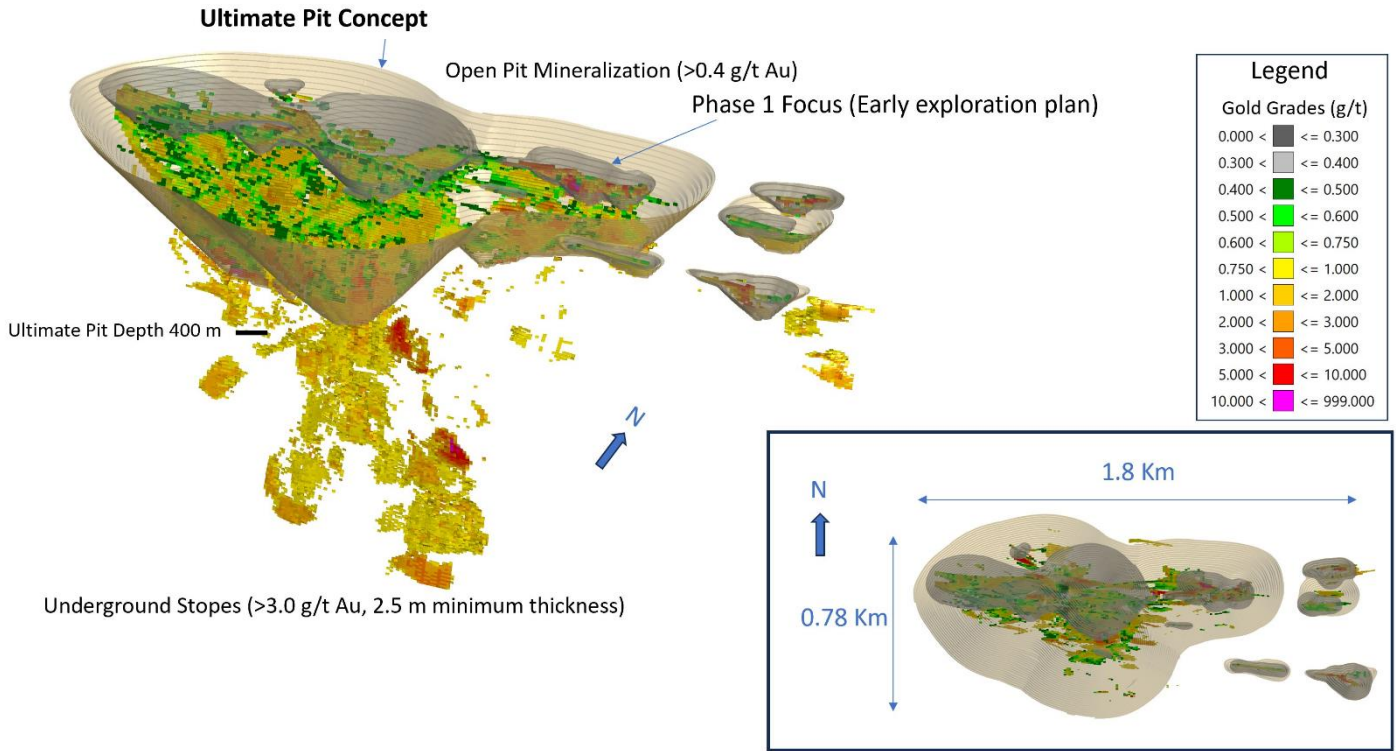 Ultimate Pit Concept
Open Pit Mineralization (>0.4 g/t Au)
Phase 1 Focus (Early exploration plan)
Ultimate Pit Depth 400 m
N
Underground Stopes (>3.0 g/t Au, 2.5 m minimum thickness)
Legend
Gold Grades (g/t)
0.000 < <= 0.300
0.300 < <= 0.400
0.400 < <= 0.500
0.500 < <= 0.600
0.600 < <= 0.750
0.750 < <= 1.000
1.000 < <= 2.000
2.000 < <= 3.000
3.000 < <= 5.000
5.000 < <= 10.000
10.000 < <= 999.000
1.8 Km
N
0.78 Km